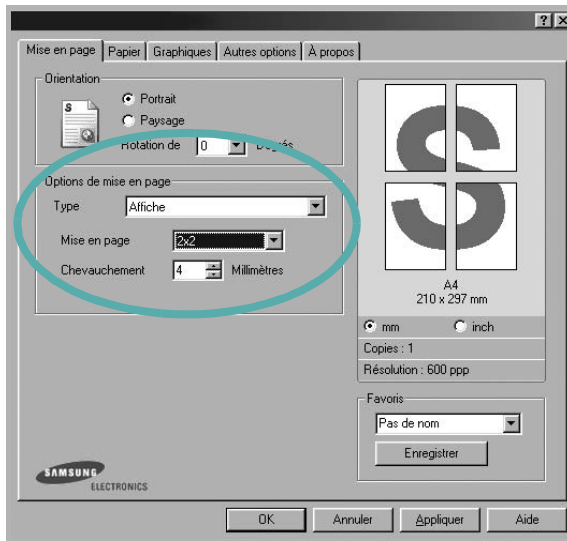 Mise en page Papier Graphiques Autres options À propos
Orientation
S
Portrait
Paysage
Rotation de 0 Degrés
Options de mise en page
Type Affiche
Mise en page 2x2
Chevauchement 4 Millimètres
S
A4
210 x 297 mm
mm inch
Copies : 1
Résolution : 600 ppp
Favoris
Pas de nom
Enregistrer
SAMSUNG
ELECTRONICS
OK Annuler Appliquer Aide